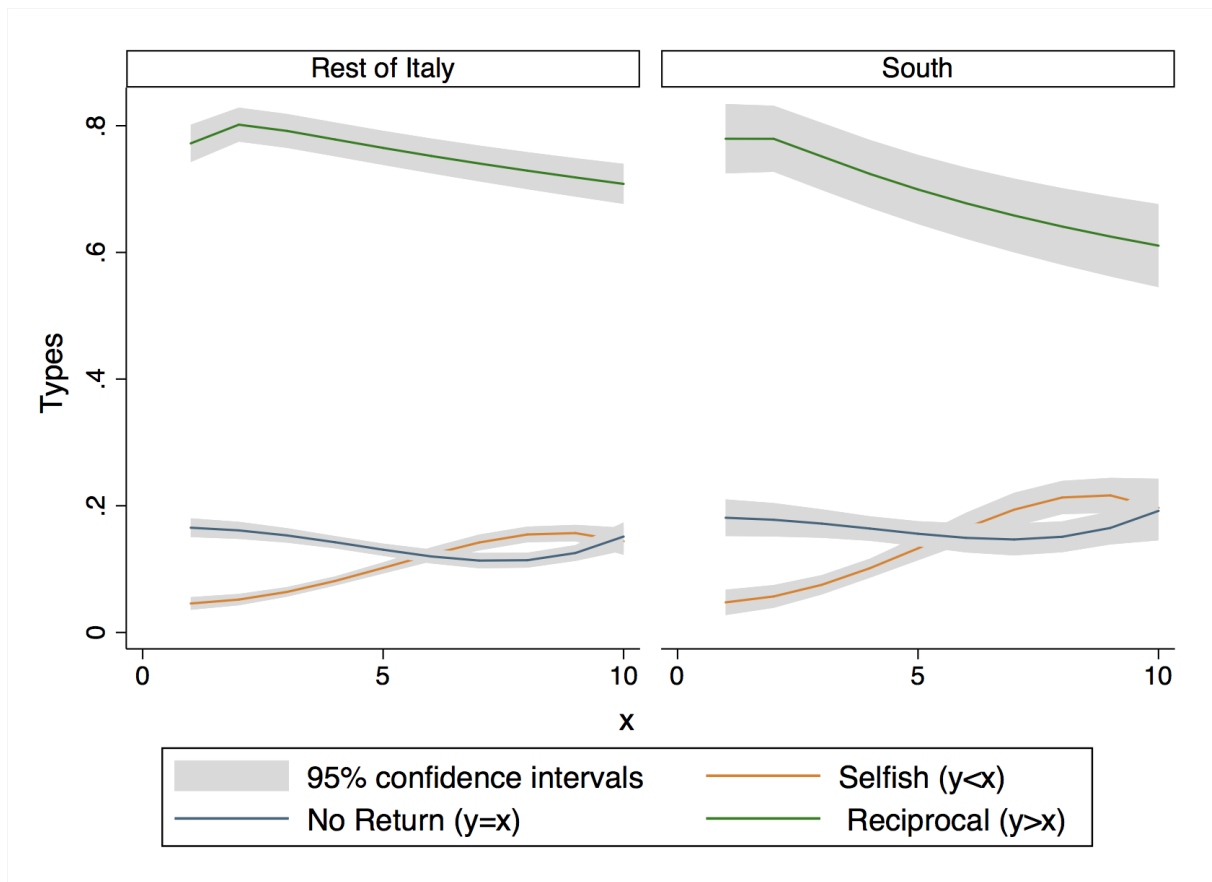 Rest of Italy
South
Types
.8
.6
.4
.2
0
0
5
10
0
5
10
x
95% confidence intervals
Selfish (y<x)
No Return (y=x)
Reciprocal (y>x)